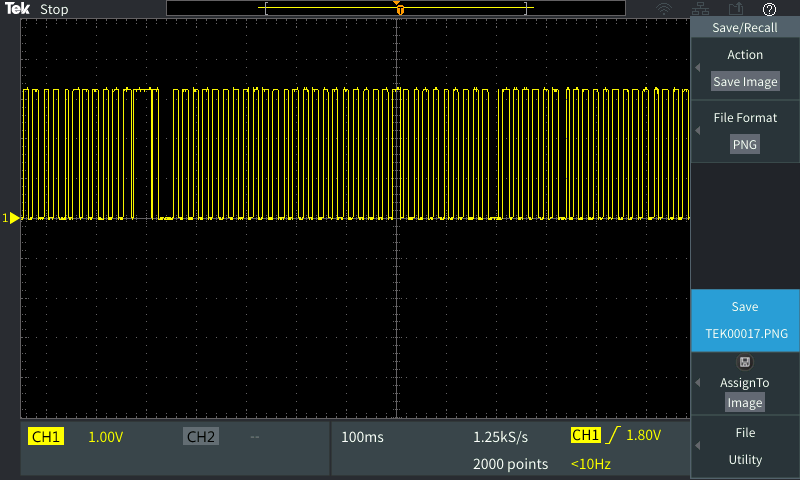 Tek Stop
T
?
Save/Recall
Action
Save Image
File Format
PNG
1
Save
TEK00017.PNG
AssignTo
Image
File
Utility
CH1 1.00V CH2 -- 100ms 1.25kS/s CH1 1.80V
2000 points <10Hz